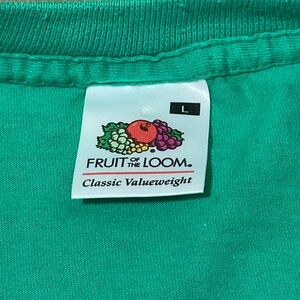 L
FRUIT OF THE LOOM®
Classic Valueweight